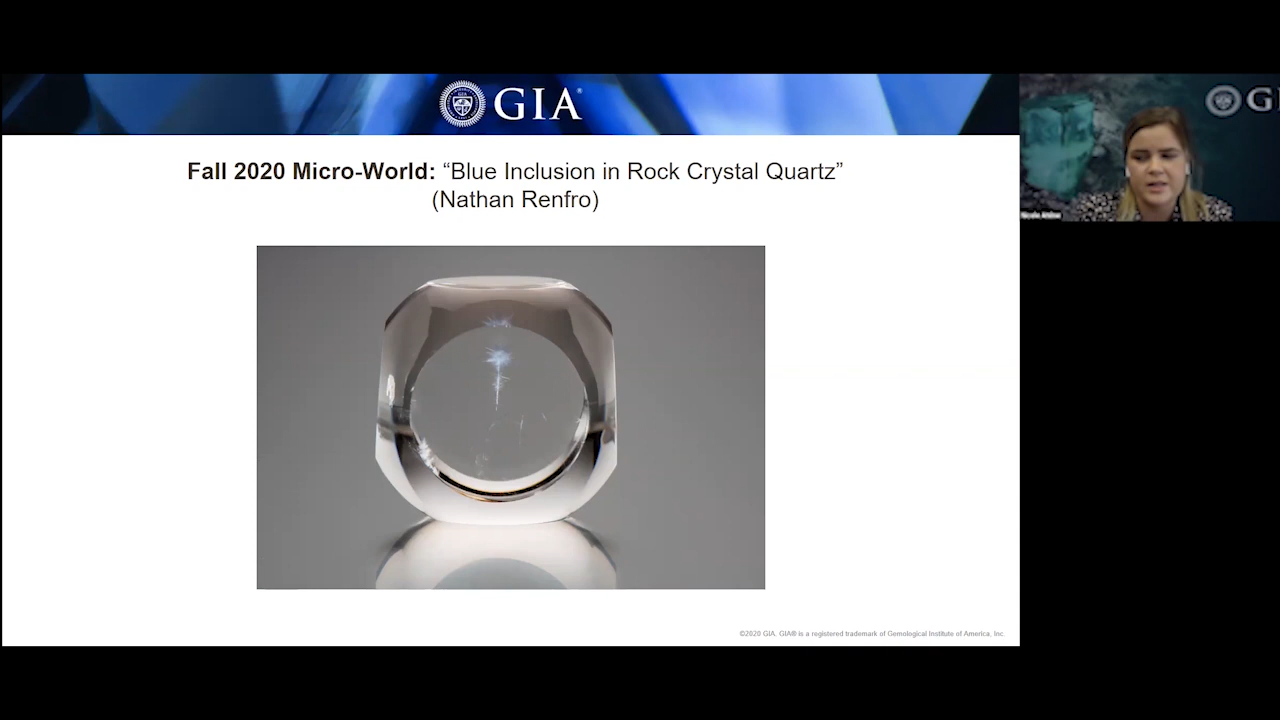 GIA®
Fall 2020 Micro-World: “Blue Inclusion in Rock Crystal Quartz”
(Nathan Renfro)
©2020 GIA. GIA® is a registered trademark of Gemological Institute of America, Inc
GI